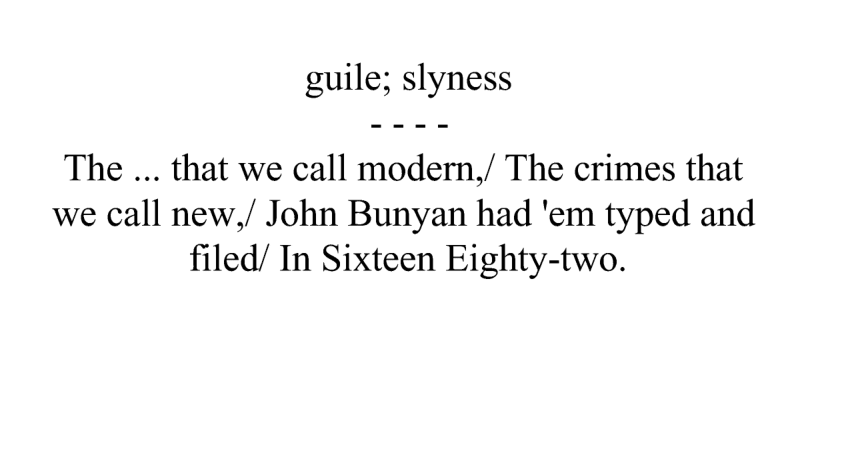 guile; slyness
- - - -
The ... that we call modern,/ The crimes that
we call new,/ John Bunyan had 'em typed and
filed/ In Sixteen Eighty-two.